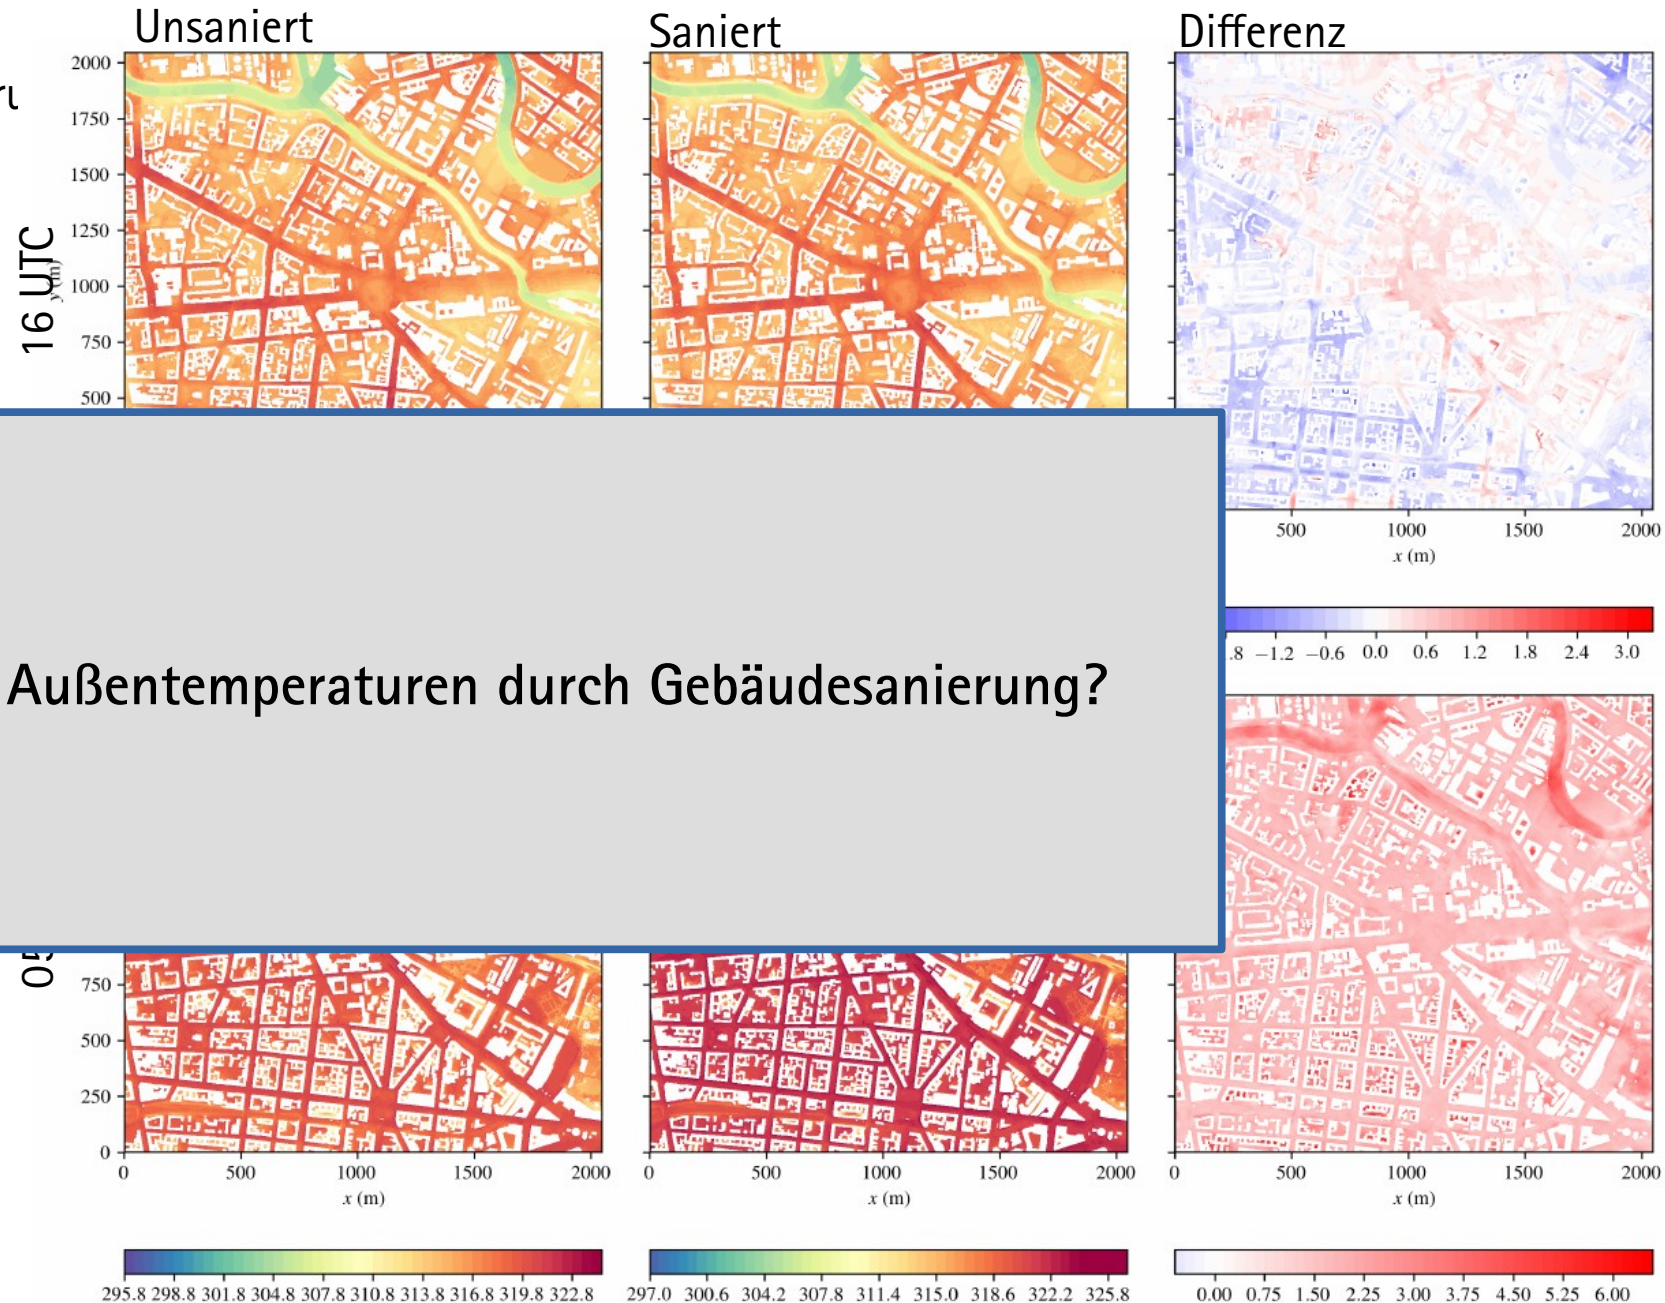 Unsaniert
Saniert
Differenz
2000
1750
1500
1250
1000
750
500
16 UTC
y (m)
500 1000 1500 2000
x (m)
.8 −1.2 −0.6 0.0 0.6 1.2 1.8 2.4 3.0
Außentemperaturen durch Gebäudesanierung?
05
750
500
250
0
0 500 1000 1500 2000
x (m)
0 500 1000 1500 2000
x (m)
0 500 1000 1500 2000
x (m)
295.8 298.8 301.8 304.8 307.8 310.8 313.8 316.8 319.8 322.8
297.0 300.6 304.2 307.8 311.4 315.0 318.6 322.2 325.8
0.00 0.75 1.50 2.25 3.00 3.75 4.50 5.25 6.00